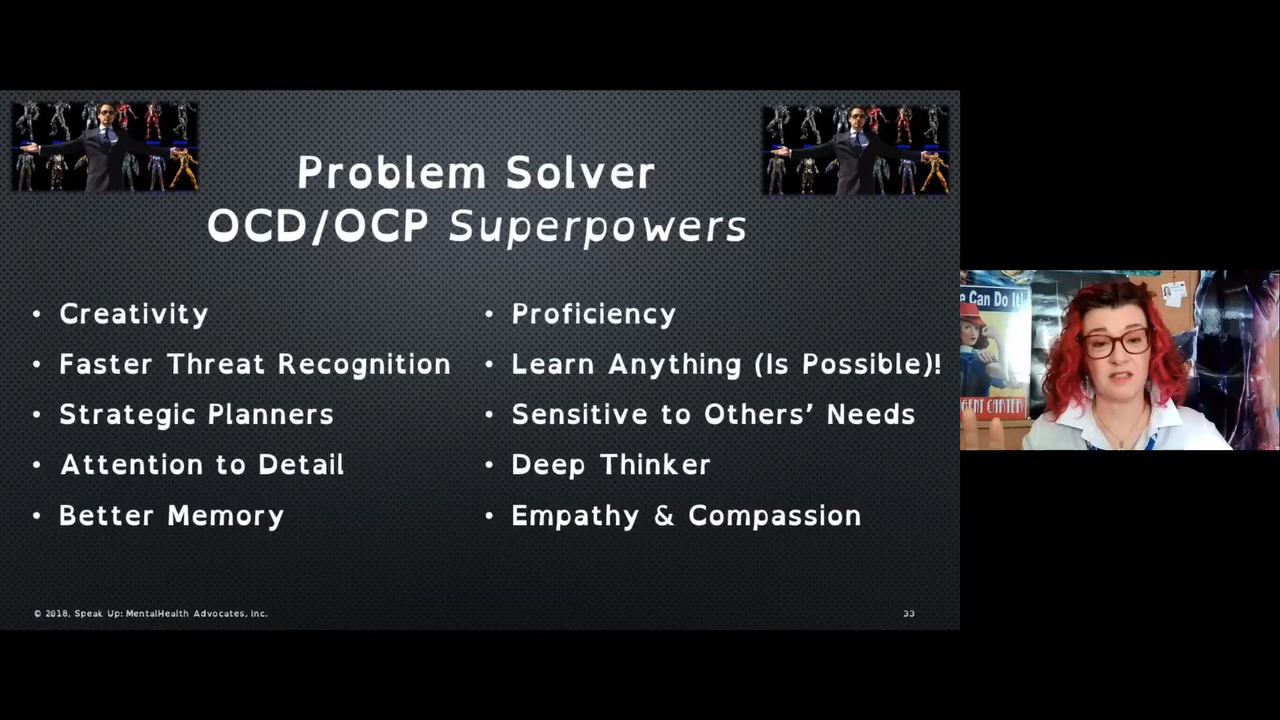 Problem Solver
OCD/OCP Superpowers
• Creativity
• Faster Threat Recognition
• Strategic Planners
• Attention to Detail
• Better Memory
• Proficiency
• Learn Anything (Is Possible)!
• Sensitive to Others’ Needs
• Deep Thinker
• Empathy & Compassion
© 2018, Speak Up: MentalHealth Advocates, Inc.
33
e Can Do It!
GENT CARTER